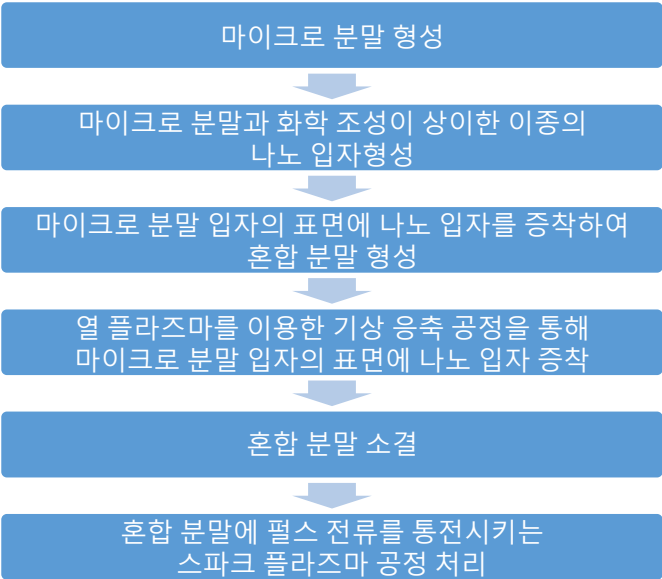 마이크로 분말 형성
마이크로 분말과 화학 조성이 상이한 이종의
나노 입자형성
마이크로 분말 입자의 표면에 나노 입자를 증착하여
혼합 분말 형성
열 플라즈마를 이용한 기상 응축 공정을 통해
마이크로 분말 입자의 표면에 나노 입자 증착
혼합 분말 소결
혼합 분말에 펄스 전류를 통전시키는
스파크 플라즈마 공정 처리